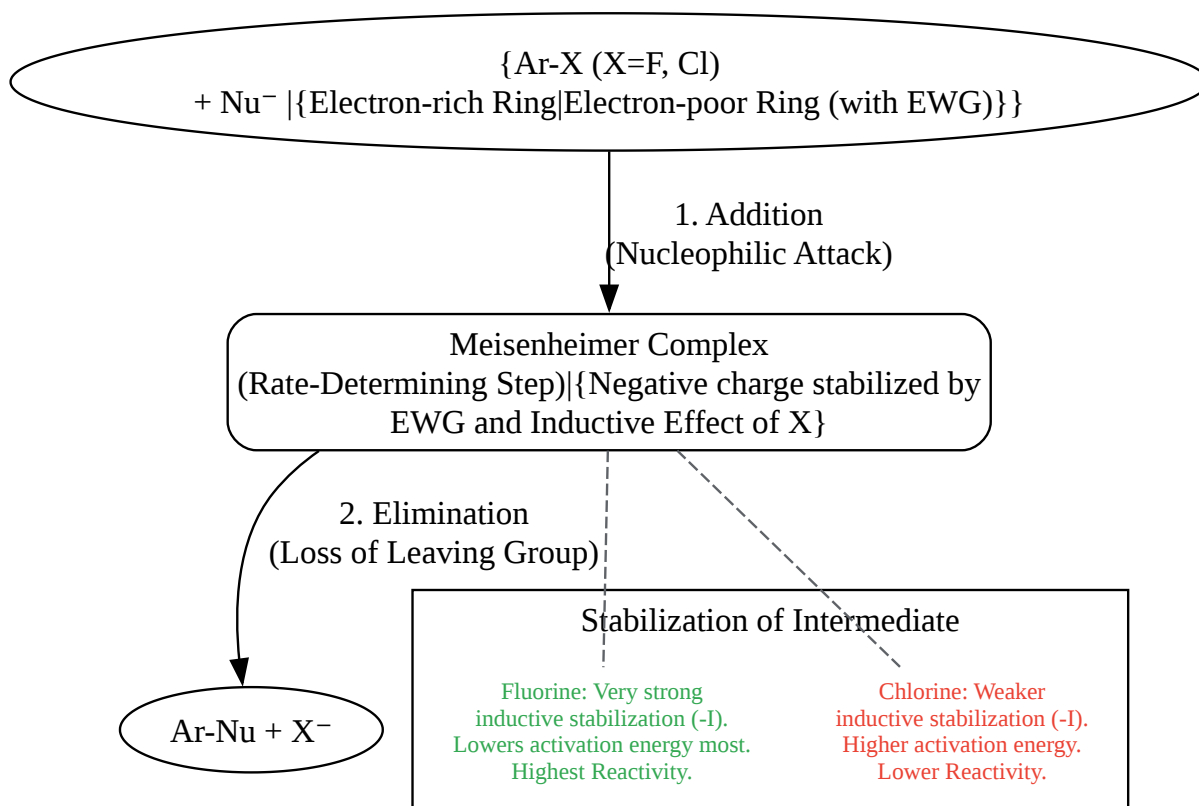 {Ar-X (X=F, Cl)
+ Nu⁻ |{Electron-rich Ring|Electron-poor Ring (with EWG)}}
1. Addition
(Nucleophilic Attack)
Meisenheimer Complex
(Rate-Determining Step)|{Negative charge stabilized by
EWG and Inductive Effect of X}
2. Elimination
(Loss of Leaving Group)
Stabilization of Intermediate
Fluorine: Very strong
inductive stabilization (-I).
Lowers activation energy most.
Highest Reactivity.
Chlorine: Weaker
inductive stabilization (-I).
Higher activation energy.
Lower Reactivity.
Ar-Nu + X⁻